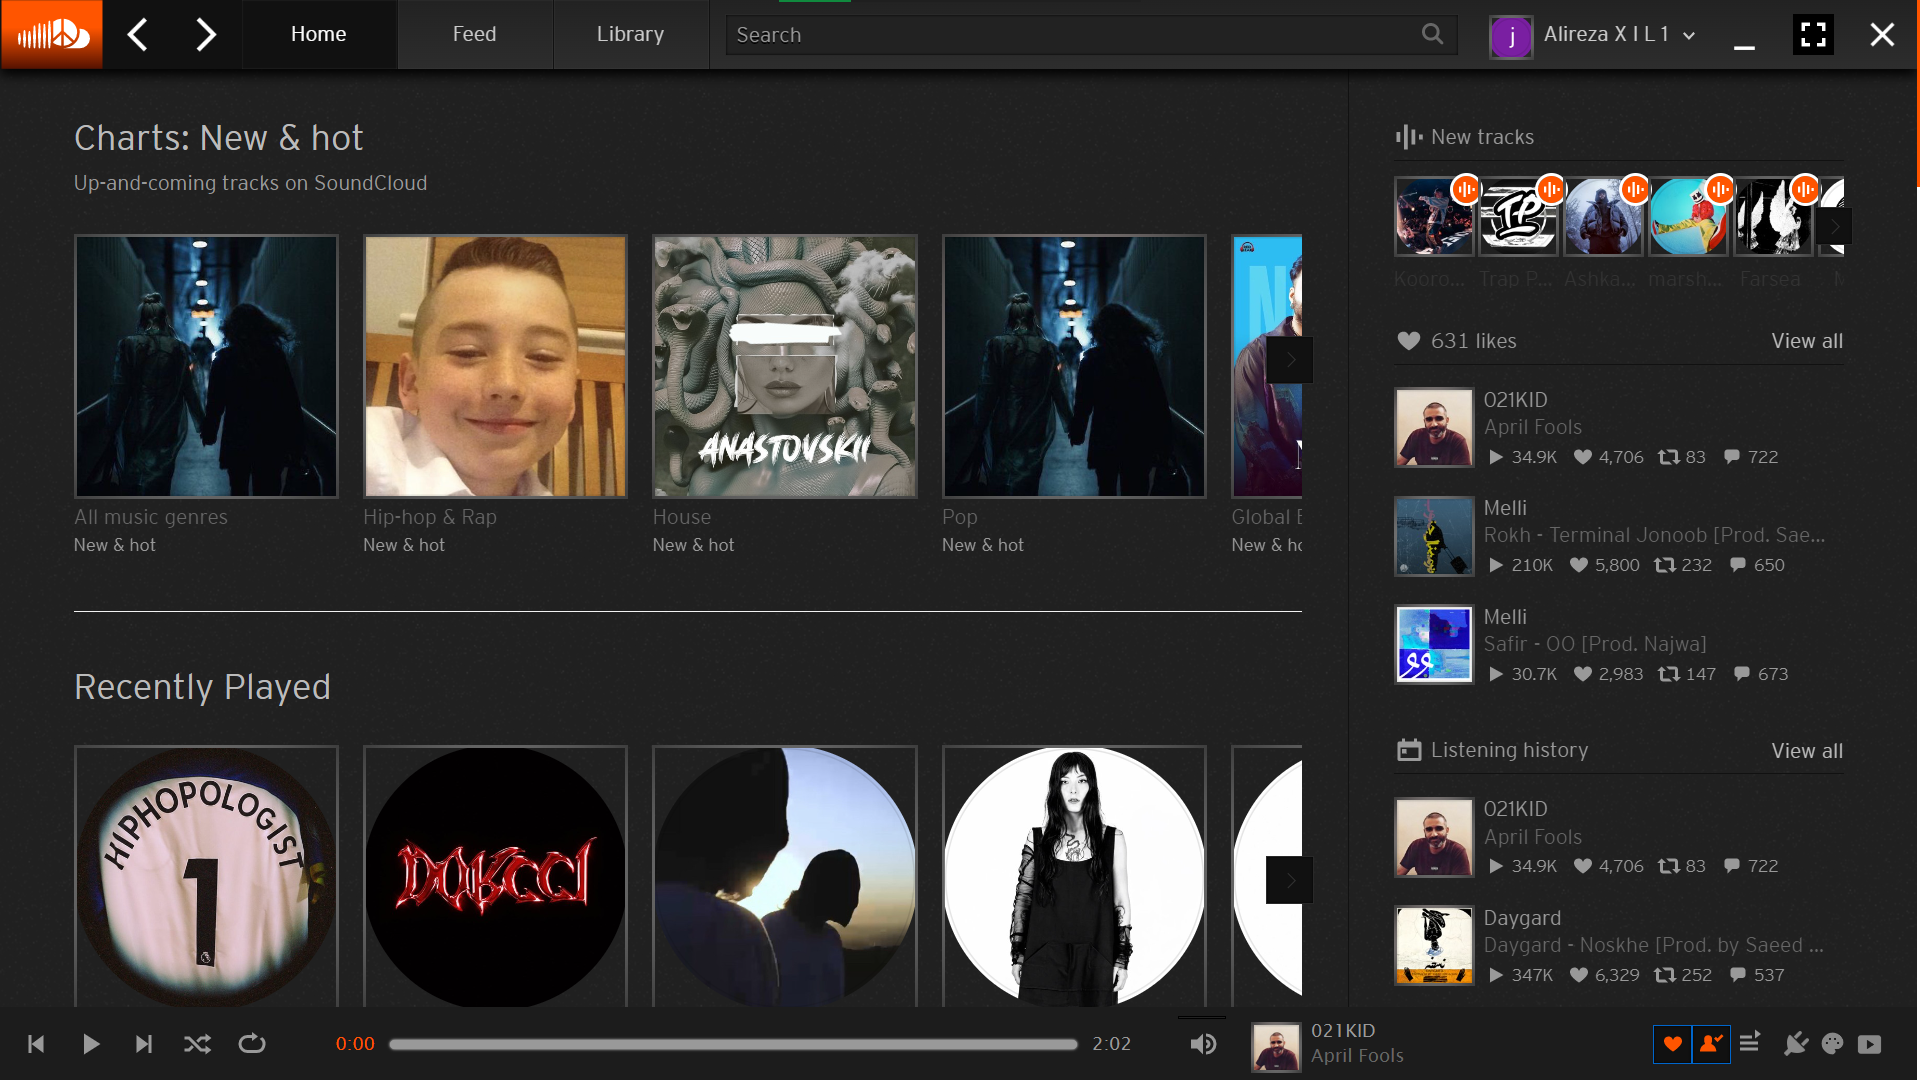 Home
Feed
Library
Search
j
Alireza X I L 1
Charts: New & hot
Up-and-coming tracks on SoundCloud
ANASTOVSKII
All music genres
New & hot
Hip-hop & Rap
New & hot
House
New & hot
Pop
New & hot
Global
New & ho
Recently Played
HIPHOPOLOGIST
1
New tracks
TP
Kooro...
Trap P...
Ashka...
marsh...
Farsea
631 likes
View all
021KID
April Fools
34.9K 4,706 83 722
Melli
Rokh - Terminal Jonoob [Prod. Sae...
210K 5,800 232 650
Melli
Safir - OO [Prod. Najwa]
30.7K 2,983 147 673
Listening history
View all
021KID
April Fools
34.9K 4,706 83 722
Daygard
Daygard - Noskhe [Prod. by Saeed ...
347K 6,329 252 537
0:00
2:02
021KID
April Fools